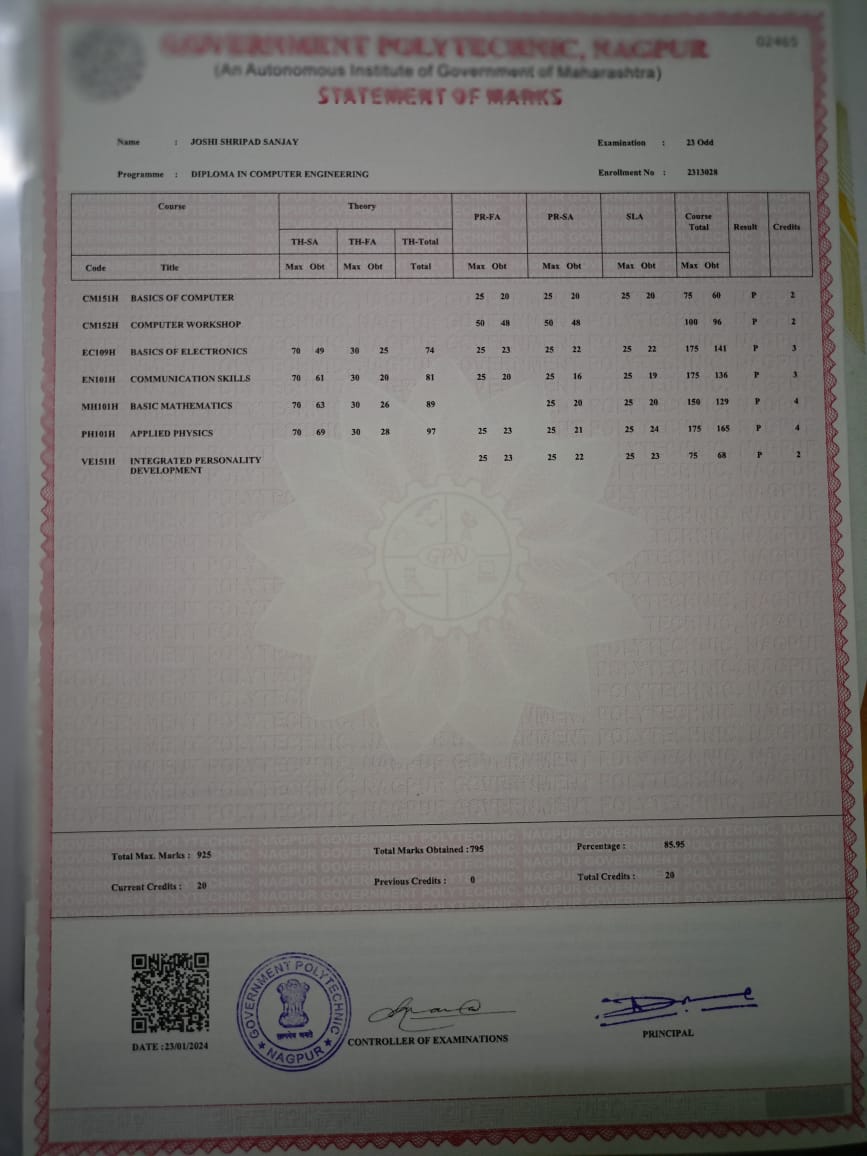 GOVERNMENT POLYTECHNIC, NAGPUR
02465
(An Autonomous Institute of Government of Maharashtra)
STATEMENT OF MARKS
Name : JOSHI SHRIPAD SANJAY Examination : 23 Odd
Programme : DIPLOMA IN COMPUTER ENGINEERING Enrollment No : 2313028
Course Theory PR-FA PR-SA SLA Course Total Result Credits
TH-SA TH-FA TH-Total
Code Title Max Obt Max Obt Total Max Obt Max Obt Max Obt Max Obt
CM151H BASICS OF COMPUTER 25 20 25 20 25 20 75 60 P 2
CM152H COMPUTER WORKSHOP 50 48 50 48 100 96 P 2
EC109H BASICS OF ELECTRONICS 70 49 30 25 74 25 23 25 22 25 22 175 141 P 3
EN101H COMMUNICATION SKILLS 70 61 30 20 81 25 20 25 16 25 19 175 136 P 3
MH101H BASIC MATHEMATICS 70 63 30 26 89 25 20 25 20 150 129 P 4
PH101H APPLIED PHYSICS 70 69 30 28 97 25 23 25 21 25 24 175 165 P 4
VE151H INTEGRATED PERSONALITY 25 23 25 22 25 23 75 68 P 2
DEVELOPMENT
GPN
Total Max. Marks : 925 Total Marks Obtained : 795 Percentage : 85.95
Current Credits : 20 Previous Credits : 0 Total Credits : 20
GOVERNMENT POLYTECHNIC
सत्यमेव जयते
★ NAGPUR ★
DATE :23/01/2024
CONTROLLER OF EXAMINATIONS
PRINCIPAL